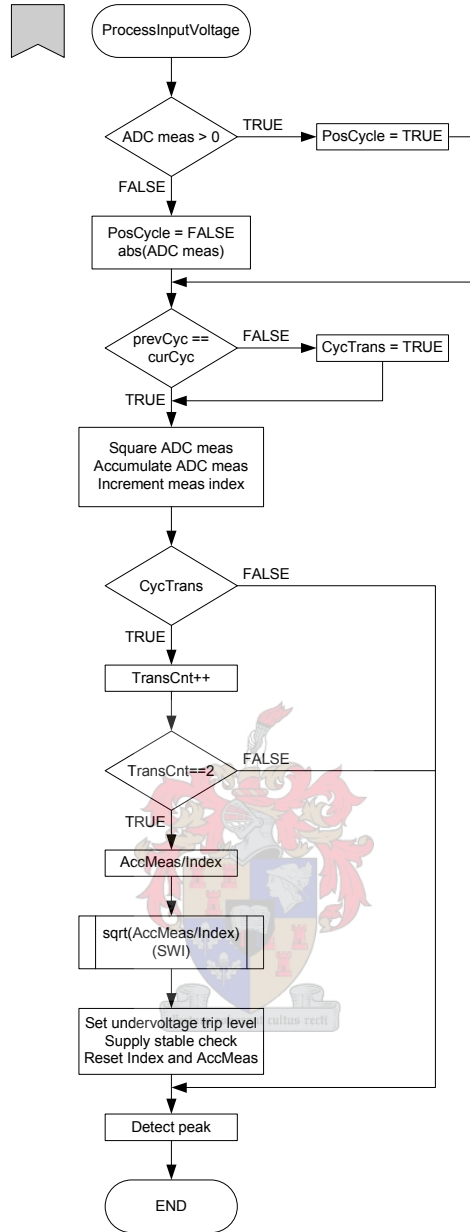 ProcessInputVoltage
ADC meas > 0
TRUE
PosCycle = TRUE
FALSE
PosCycle = FALSE
abs(ADC meas)
prevCyc ==
curCyc
FALSE
CycTrans = TRUE
TRUE
Square ADC meas
Accumulate ADC meas
Increment meas index
CycTrans
FALSE
TRUE
TransCnt++
TransCnt==2
FALSE
TRUE
AccMeas/Index
sqrt(AccMeas/Index)
(SWI)
Set undervoltage trip level
Supply stable check
Reset Index and AccMeas
cultus recti
Detect peak
END